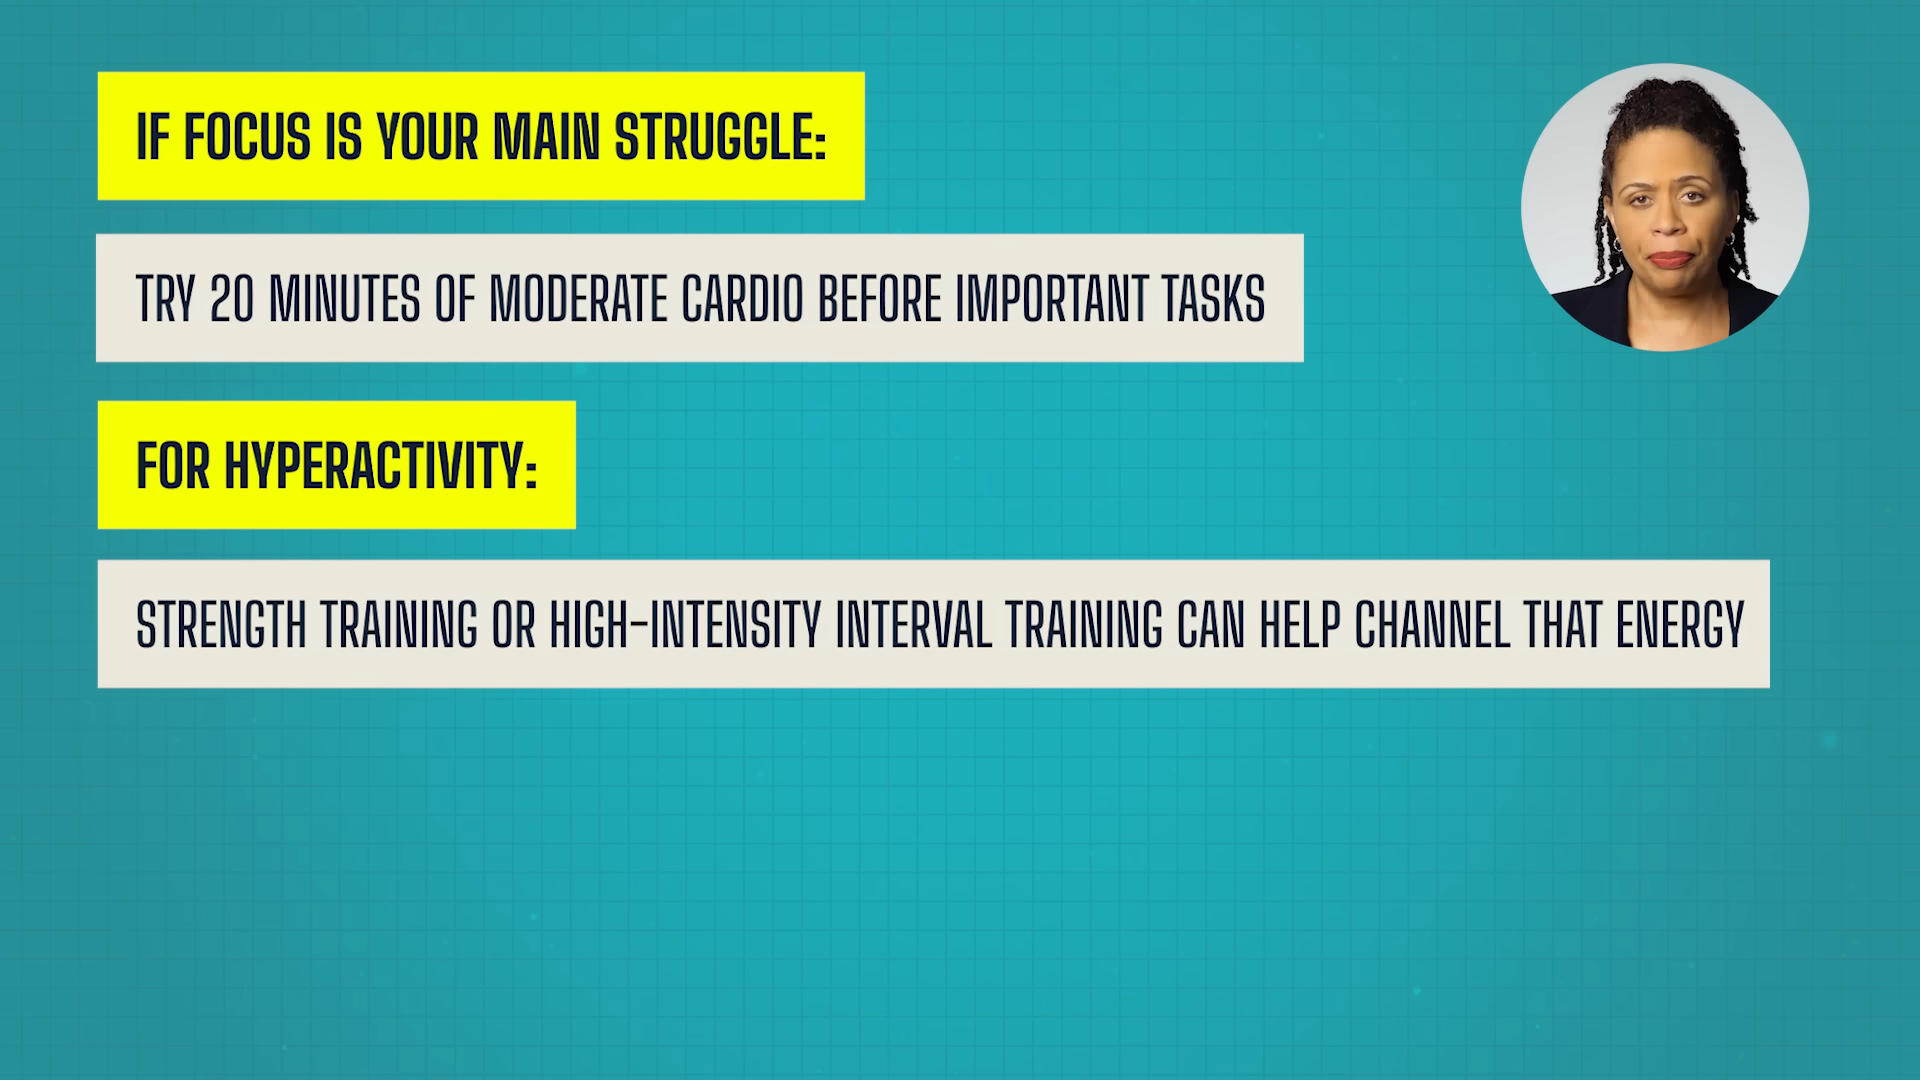 IF FOCUS IS YOUR MAIN STRUGGLE:
TRY 20 MINUTES OF MODERATE CARDIO BEFORE IMPORTANT TASKS
FOR HYPERACTIVITY:
STRENGTH TRAINING OR HIGH-INTENSITY INTERVAL TRAINING CAN HELP CHANNEL THAT ENERGY